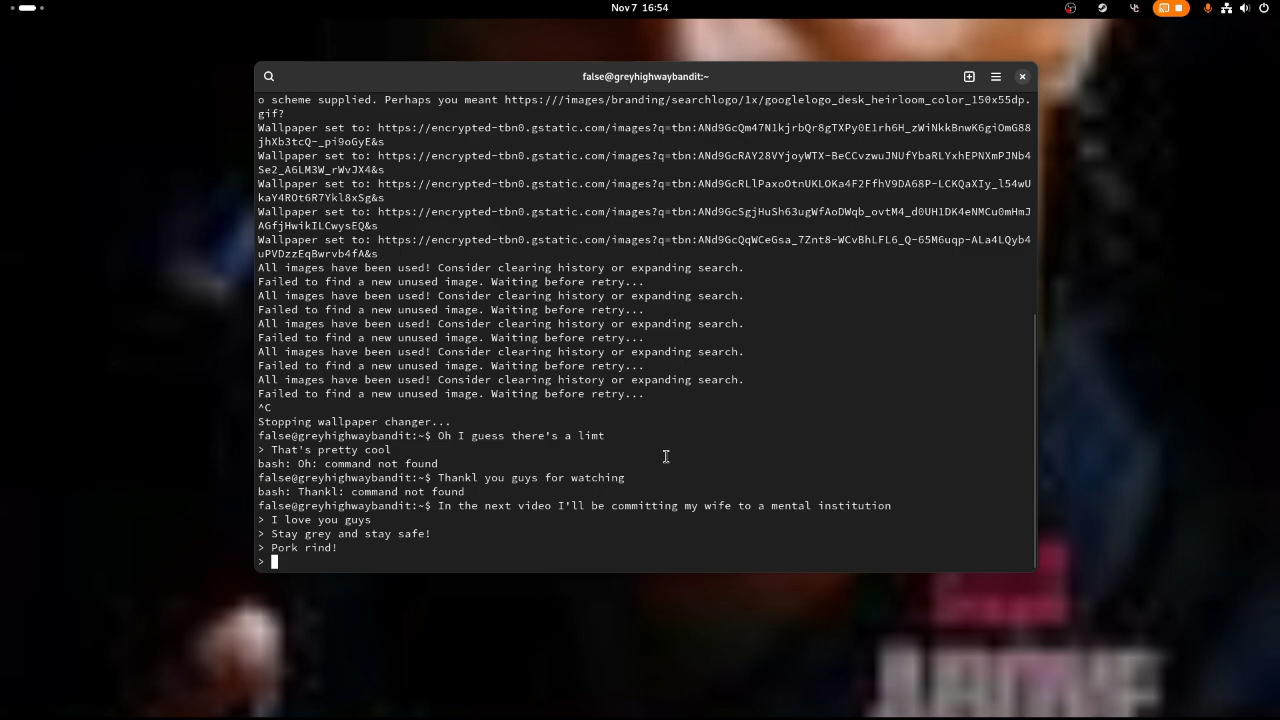 Nov 7 16:54
false@greyhighwaybandit:~
o scheme supplied. Perhaps you meant https:///images/branding/searchlogo/1x/googlelogo_desk_heirloom_color_150x55dp.
gif?
Wallpaper set to: https://encrypted-tbn0.gstatic.com/images?q=tbn:ANd9GcQm47N1kjrbQr8gTXPy0E1rh6H_zWiNkkBnwK6giOmG88
jhXb3tcQ-_pi9oGyE&s
Wallpaper set to: https://encrypted-tbn0.gstatic.com/images?q=tbn:ANd9GcRAY28VYjoyWTX-BeCCvzwuJNUfYbaRLYxhEPNXmPJNb4
Se2_A6LM3W_rWvJX4&s
Wallpaper set to: https://encrypted-tbn0.gstatic.com/images?q=tbn:ANd9GcRLlPaxoOtnUKLOKa4F2FfhV9DA68P-LCKQaXIy_l54wU
kaY4ROt6R7Ykl8xSg&s
Wallpaper set to: https://encrypted-tbn0.gstatic.com/images?q=tbn:ANd9GcSgjHuSh63ugWfAoDWqb_ovtM4_d0UH1DK4eNMCu0mHmJ
AGfjHwikILCwysEQ&s
Wallpaper set to: https://encrypted-tbn0.gstatic.com/images?q=tbn:ANd9GcQqWCeGsa_7Znt8-WCvBhLFL6_Q-65M6uqp-ALa4LQyb4
uPVDzzEqBwrvb4fA&s
All images have been used! Consider clearing history or expanding search.
Failed to find a new unused image. Waiting before retry...
All images have been used! Consider clearing history or expanding search.
Failed to find a new unused image. Waiting before retry...
All images have been used! Consider clearing history or expanding search.
Failed to find a new unused image. Waiting before retry...
All images have been used! Consider clearing history or expanding search.
Failed to find a new unused image. Waiting before retry...
All images have been used! Consider clearing history or expanding search.
Failed to find a new unused image. Waiting before retry...
^C
Stopping wallpaper changer...
false@greyhighwaybandit:~$ Oh I guess there's a limt
> That's pretty cool
bash: Oh: command not found
false@greyhighwaybandit:~$ Thankl you guys for watching
bash: Thankl: command not found
false@greyhighwaybandit:~$ In the next video I'll be committing my wife to a mental institution
> I love you guys
> Stay grey and stay safe!
> Pork rind!
>